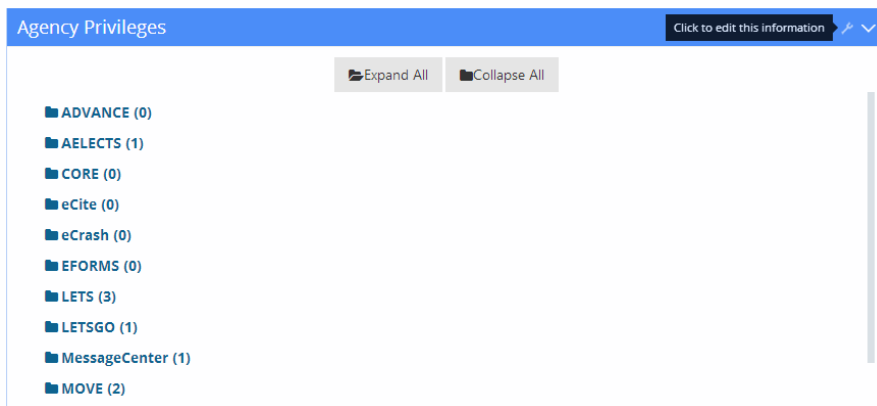 Agency Privileges
Click to edit this information
Expand All
Collapse All
ADVANCE (0)
AELECTS (1)
CORE (0)
eCite (0)
eCrash (0)
EFORMS (0)
LETS (3)
LETSGO (1)
MessageCenter (1)
MOVE (2)